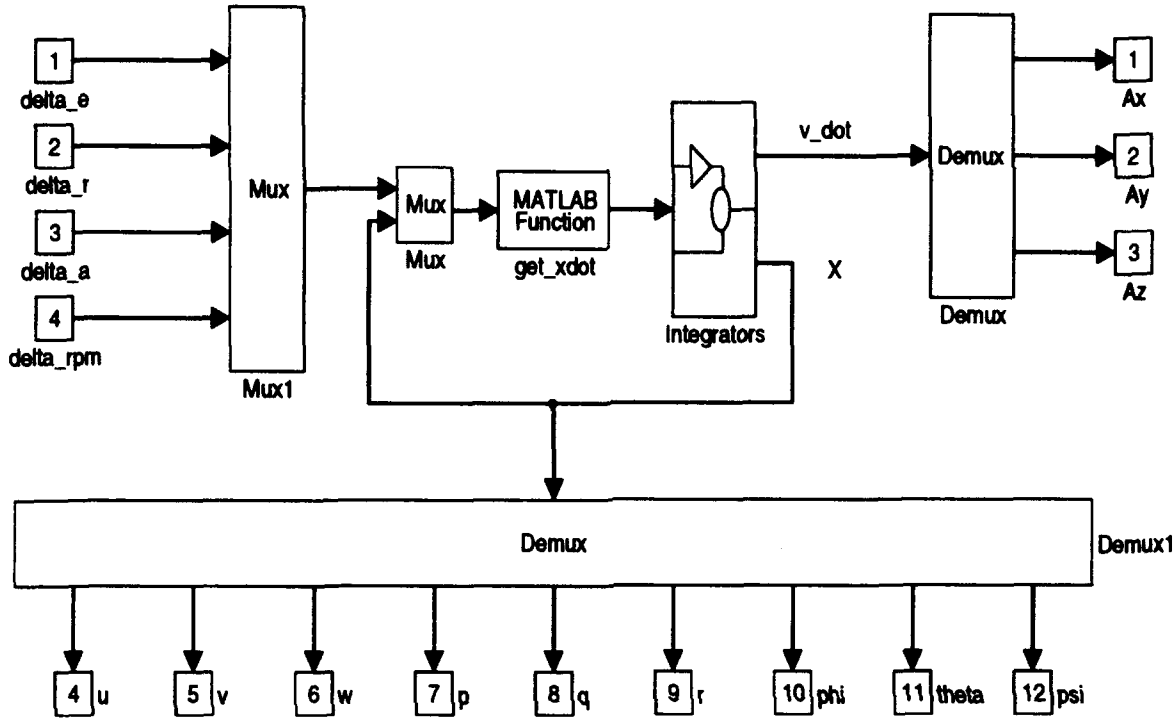 1
delta_e
2
delta_r
3
delta_a
4
delta_rpm
Mux
Mux1
Mux
Mux
MATLAB
Function
get_xdot
Integrators
v_dot
X
Demux
Demux
1
Ax
2
Ay
3
Az
Demux
Demux1
4 u
5 v
6 w
7 p
8 q
9 r
10 phi
11 theta
12 psi